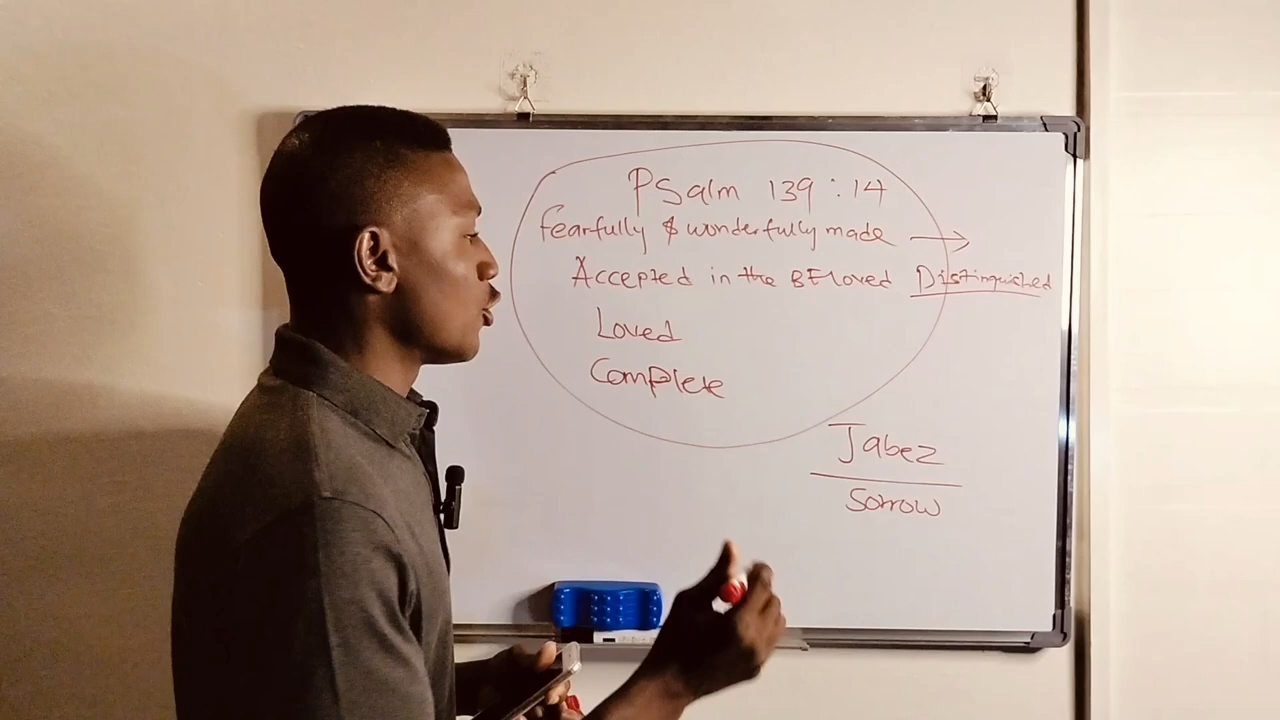 Psalm 139:14
Fearfully & wonderfully made →
Accepted in the BEloved Distinguished
Loved
Complete
Jabez
Sorrow